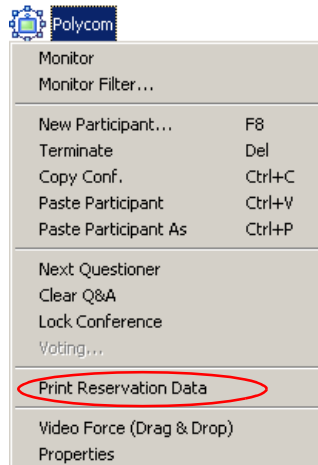 Polycom
Monitor
Monitor Filter...
New Participant... F8
Terminate Del
Copy Conf. Ctrl+C
Paste Participant Ctrl+V
Paste Participant As Ctrl+P
Next Questioner
Clear Q&A
Lock Conference
Voting...
Print Reservation Data
Video Force (Drag & Drop)
Properties